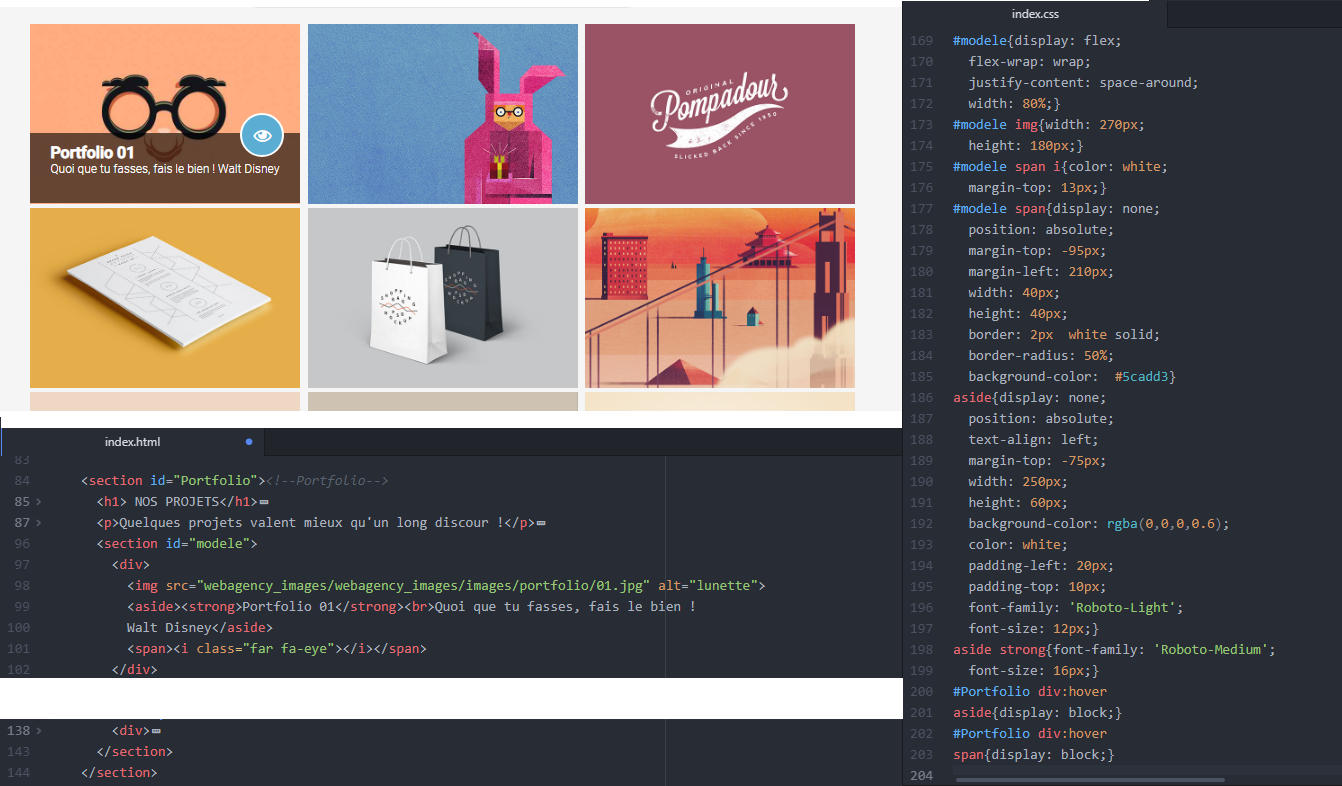 Portfolio 01
Quoi que tu fasses, fais le bien ! Walt Disney
ORIGINAL
Pompadour
SLICKED BACK SINCE 1950
SHOPPING
BAG
MOCKUP
index.html
83
84 <section id="Portfolio"><!--Portfolio-->
85 <h1> NOS PROJETS</h1>
87 <p>Quelques projets valent mieux qu'un long discour !</p>
96 <section id="modele">
97 <div>
98 <img src="webagency_images/webagency_images/images/portfolio/01.jpg" alt="lunette">
99 <aside><strong>Portfolio 01</strong><br>Quoi que tu fasses, fais le bien !
100 Walt Disney</aside>
101 <span><i class="far fa-eye"></i></span>
102 </div>
138 <div>
143 </section>
144 </section>
index.css
169 #modele{display: flex;
170 flex-wrap: wrap;
171 justify-content: space-around;
172 width: 80%;}
173 #modele img{width: 270px;
174 height: 180px;}
175 #modele span i{color: white;
176 margin-top: 13px;}
177 #modele span{display: none;
178 position: absolute;
179 margin-top: -95px;
180 margin-left: 210px;
181 width: 40px;
182 height: 40px;
183 border: 2px  white solid;
184 border-radius: 50%;
185 background-color:  #5cadd3}
186 aside{display: none;
187 position: absolute;
188 text-align: left;
189 margin-top: -75px;
190 width: 250px;
191 height: 60px;
192 background-color: rgba(0,0,0,0.6);
193 color: white;
194 padding-left: 20px;
195 padding-top: 10px;
196 font-family: 'Roboto-Light';
197 font-size: 12px;}
198 aside strong{font-family: 'Roboto-Medium';
199 font-size: 16px;}
200 #Portfolio div:hover
201 aside{display: block;}
202 #Portfolio div:hover
203 span{display: block;}
204